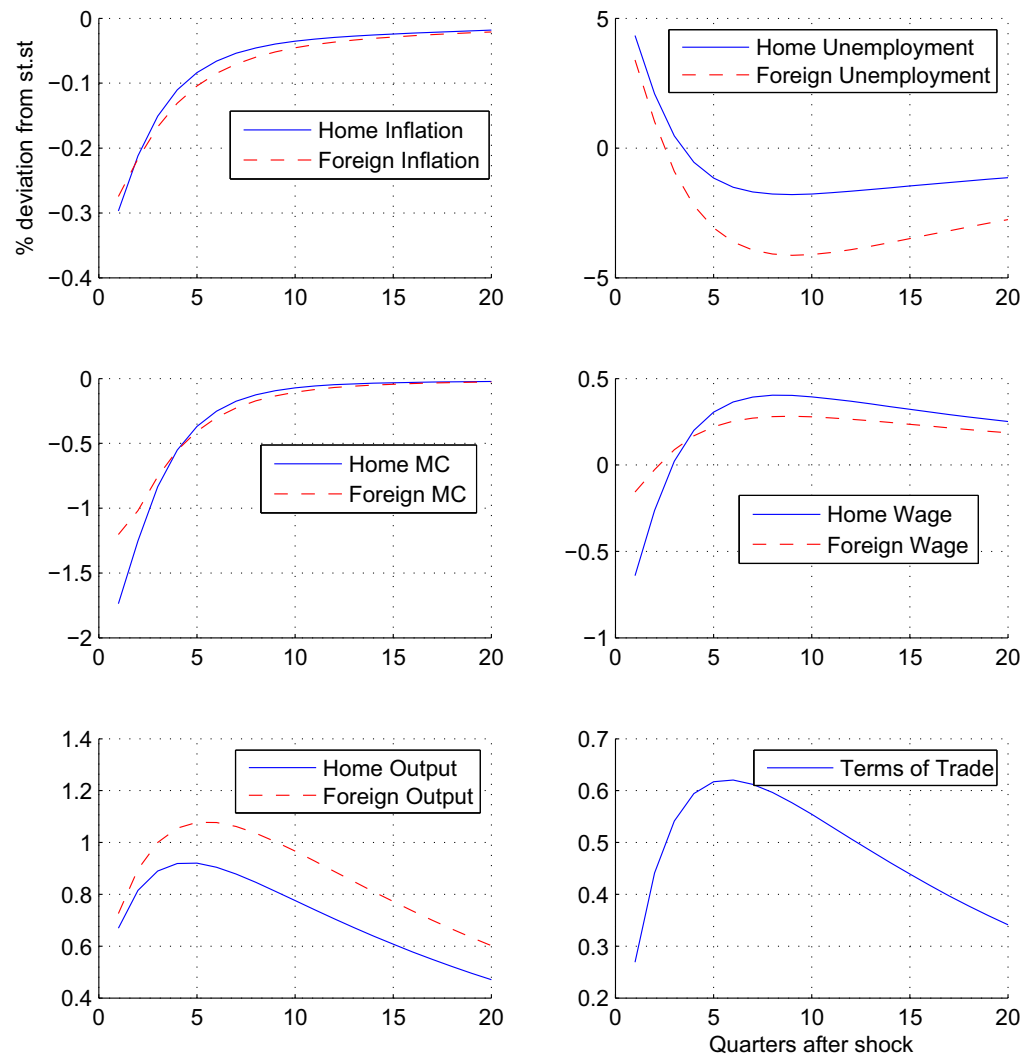 % deviation from st.st
0
−0.1
−0.2
−0.3
−0.4
0 5 10 15 20
Home Inflation
Foreign Inflation
5
0
−5
0 5 10 15 20
Home Unemployment
Foreign Unemployment
0
−0.5
−1
−1.5
−2
0 5 10 15 20
Home MC
Foreign MC
0.5
0
−0.5
−1
0 5 10 15 20
Home Wage
Foreign Wage
1.4
1.2
1
0.8
0.6
0.4
0 5 10 15 20
Home Output
Foreign Output
0.7
0.6
0.5
0.4
0.3
0.2
0 5 10 15 20
Terms of Trade
Quarters after shock